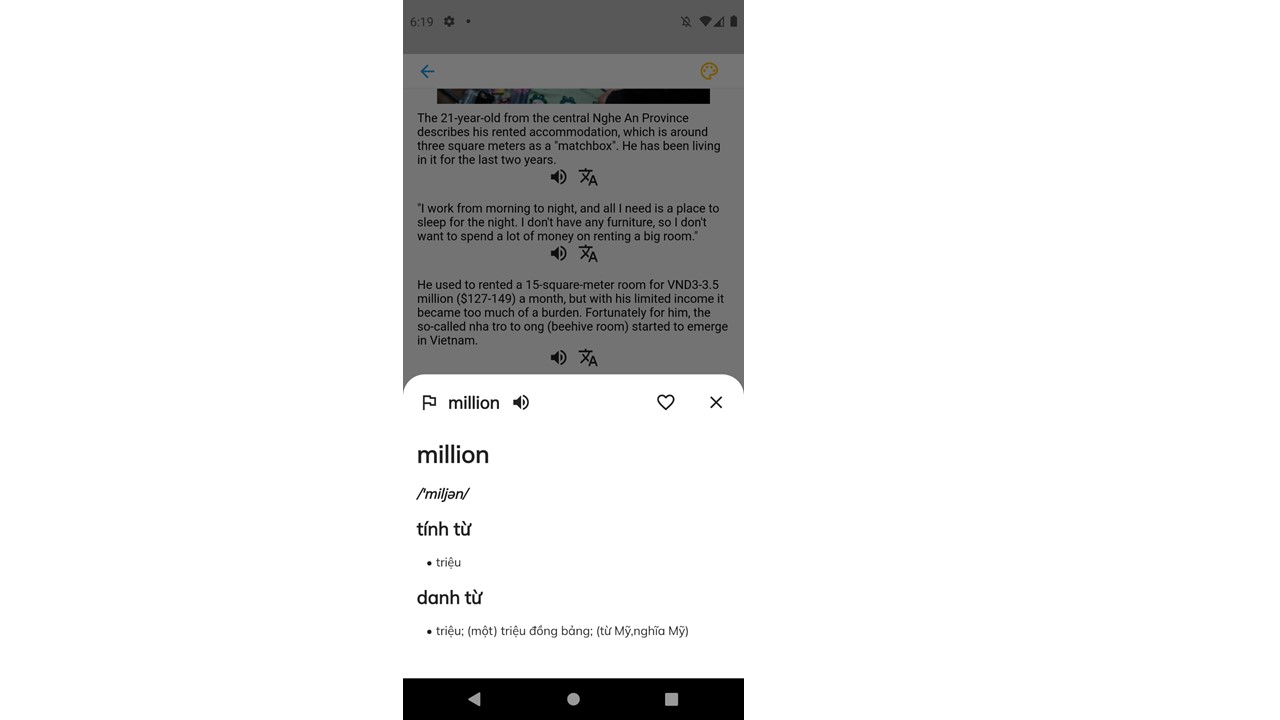 6:19
The 21-year-old from the central Nghe An Province
describes his rented accommodation, which is around
three square meters as a "matchbox". He has been living
in it for the last two years.
"I work from morning to night, and all I need is a place to
sleep for the night. I don't have any furniture, so I don't
want to spend a lot of money on renting a big room."
He used to rented a 15-square-meter room for VND3-3.5
million ($127-149) a month, but with his limited income it
became too much of a burden. Fortunately for him, the
so-called nha tro to ong (beehive room) started to emerge
in Vietnam.
million
million
/'miljən/
tính từ
• triệu
danh từ
• triệu; (một) triệu đồng bảng; (từ Mỹ,nghĩa Mỹ)